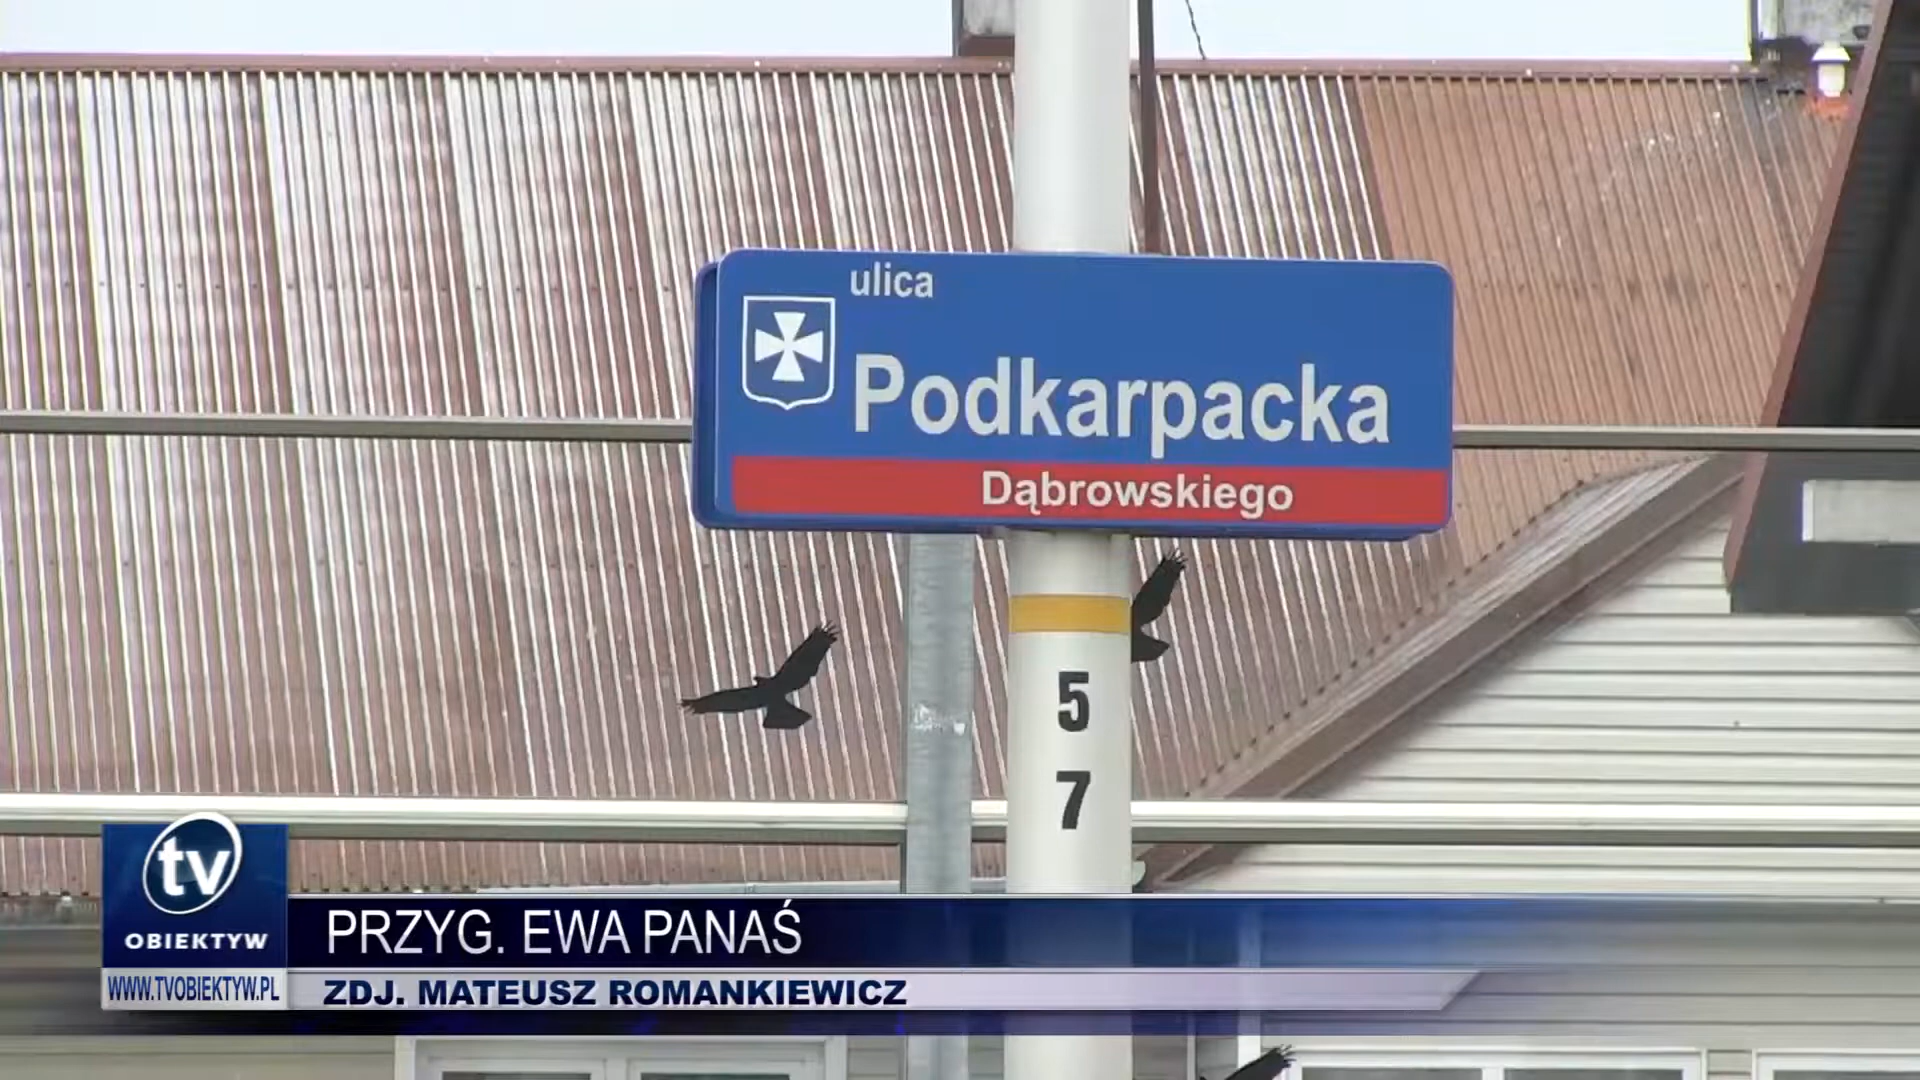 ulica
Podkarpacka
Dąbrowskiego
5
7
tv
OBIEKTYW
WWW.TVOBIEKTYW.PL
PRZYG. EWA PANAŚ
ZDJ. MATEUSZ ROMANKIEWICZ